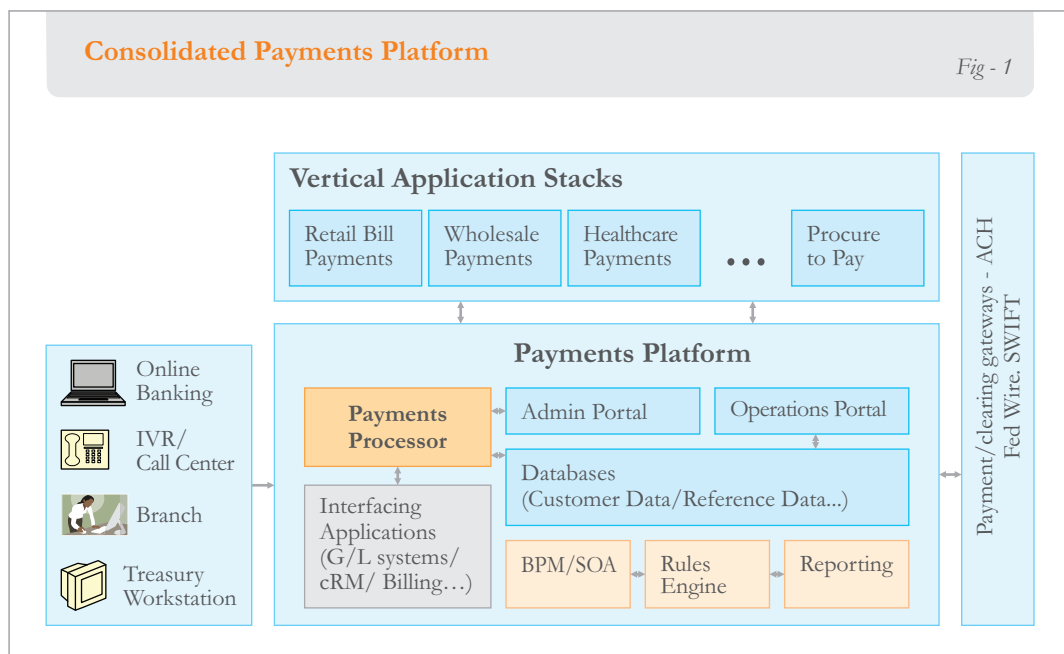 Consolidated Payments Platform
Fig - 1
Vertical Application Stacks
Retail Bill
Payments
Wholesale
Payments
Healthcare
Payments
...
Procure
to Pay
Payments Platform
Online
Banking
IVR/
Call Center
Branch
Treasury
Workstation
Payments
Processor
Admin Portal
Operations Portal
Databases
(Customer Data/Reference Data...)
Interfacing
Applications
(G/L systems/
cRM/ Billing…)
BPM/SOA
Rules
Engine
Reporting
Payment/clearing gateways - ACH
Fed Wire. SWIFT